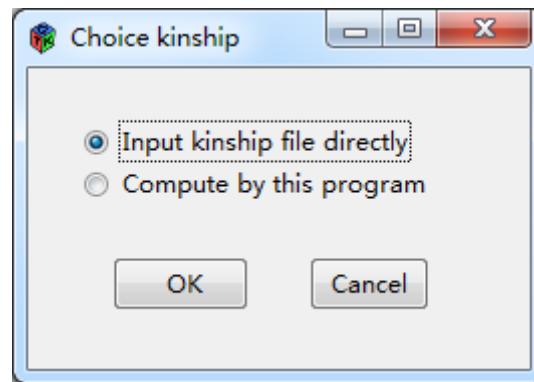 Choice kinship
Input kinship file directly
Compute by this program
OK Cancel